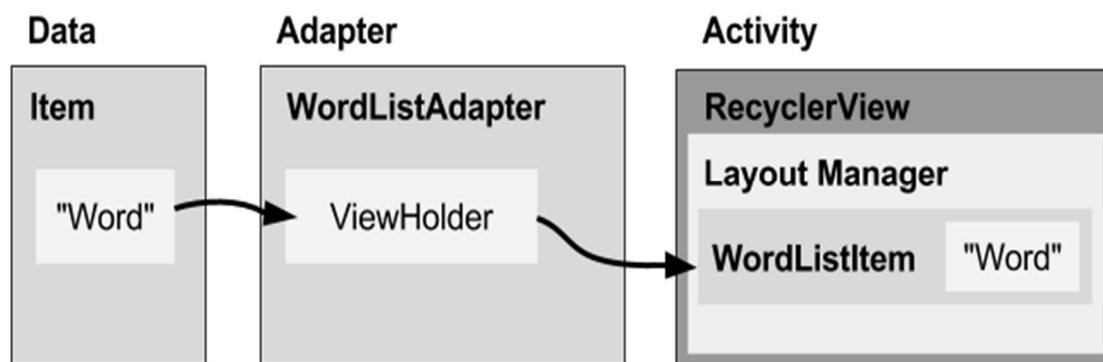 Data
Adapter
Activity
Item
WordListAdapter
RecyclerView
Layout Manager
"Word"
ViewHolder
WordListItem
"Word"